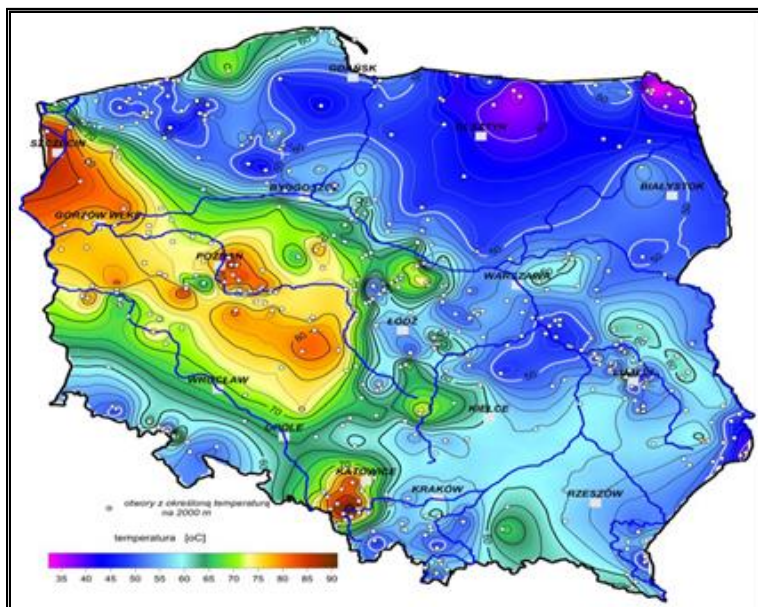 GDAŃSK
OLSZTYN
SZCZECIN
BYDGOSZCZ
BIAŁYSTOK
GORZÓW WLKP
POZNAŃ
WARSZAWA
ŁÓDŹ
WROCŁAW
KIELCE
OPOLE
KATOWICE
KRAKÓW
RZESZÓW
otwory z określoną temperaturą
na 2000 m
temperatura [oC]
35 40 45 50 55 60 65 70 75 80 85 90